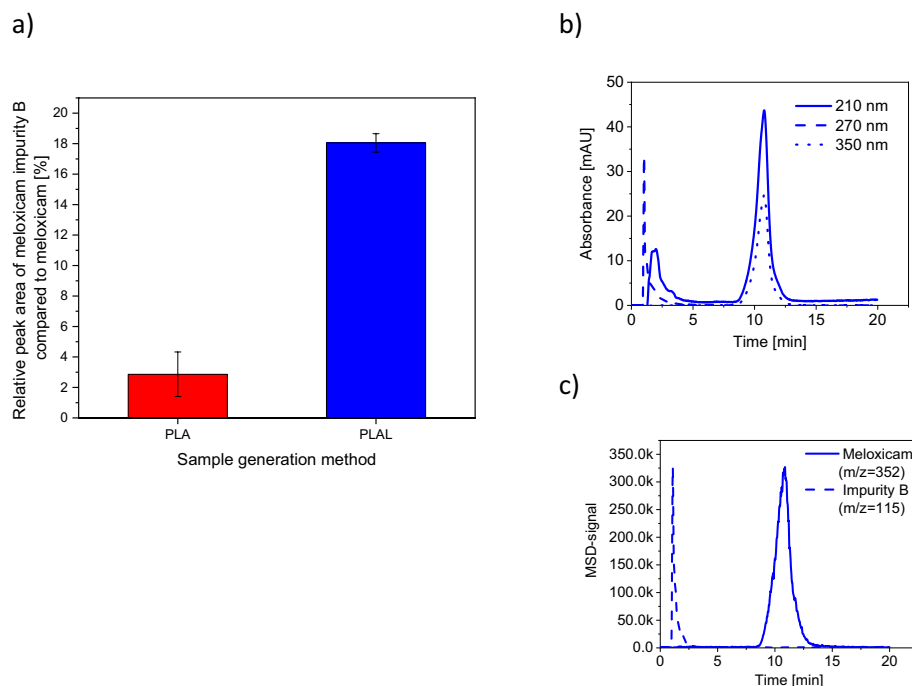 a)
Relative peak area of meloxicam impurity B
compared to meloxicam [%]
20
18
16
14
12
10
8
6
4
2
0
PLA
PLAL
Sample generation method
b)
Absorbance [mAU]
50
40
30
20
10
0
210 nm
270 nm
350 nm
0
5
10
15
20
Time [min]
c)
MSD-signal
350.0k
300.0k
250.0k
200.0k
150.0k
100.0k
50.0k
0.0
Meloxicam
(m/z=352)
Impurity B
(m/z=115)
0
5
10
15
20
Time [min]